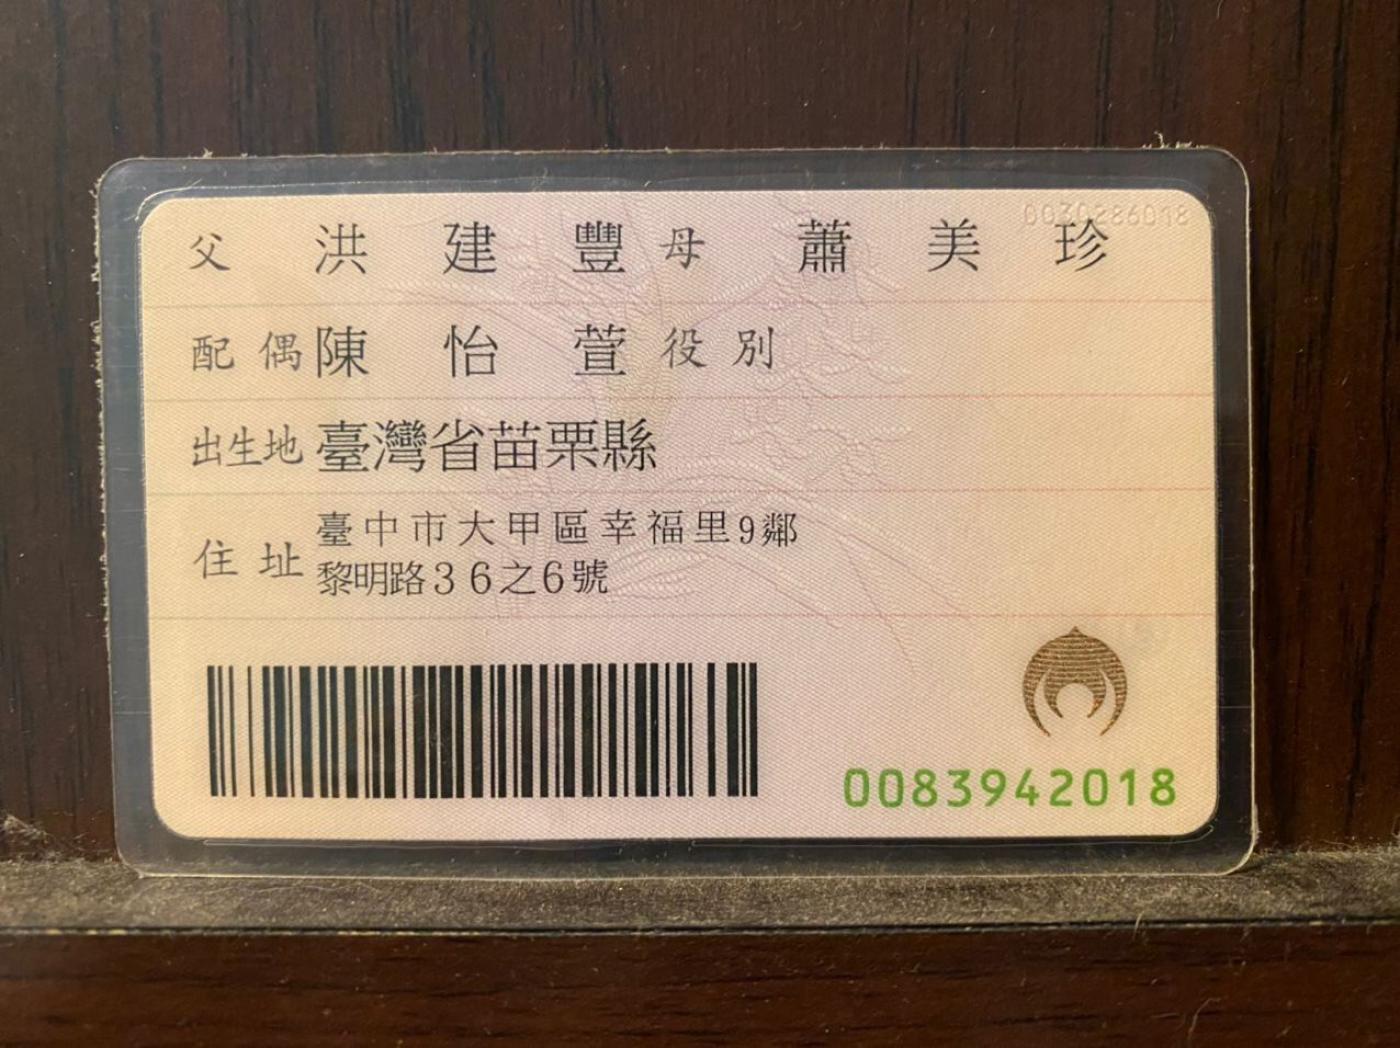 0030286018
父 洪建豐 母 蕭美珍
配偶 陳怡萱 役別
出生地 臺灣省苗栗縣
住址 臺中市大甲區幸福里9鄰
黎明路36之6號
0083942018